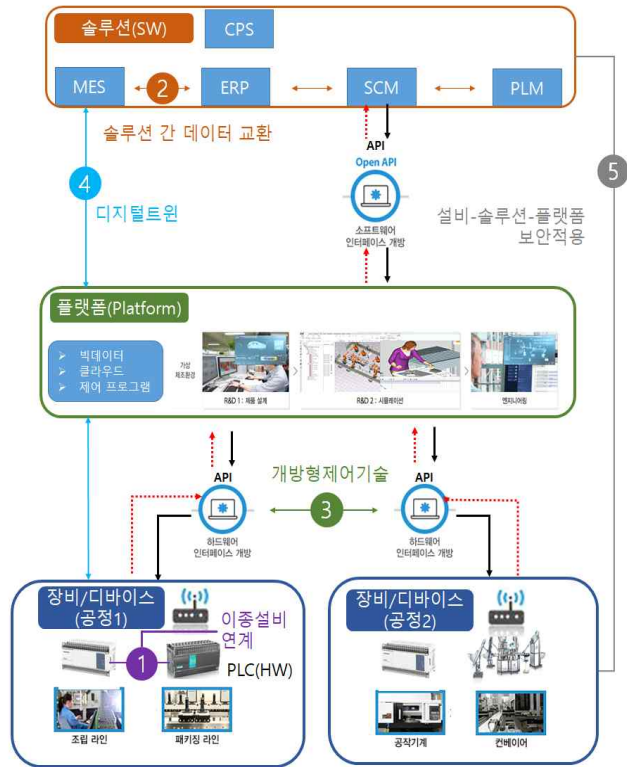 솔루션(SW)
CPS
MES
2
ERP
SCM
PLM
솔루션 간 데이터 교환
API
Open API
소프트웨어
인터페이스 개발
4
디지털트윈
5
설비-솔루션-플랫폼
보안적용
플랫폼(Platform)
빅데이터
클라우드
제어 프로그램
가상
제조환경
R&D 1 : 제품 설계
R&D 2 : 시뮬레이션
엔지니어링
API
하드웨어
인터페이스 개발
개방형제어기술
3
API
하드웨어
인터페이스 개발
장비/디바이스
(공정1)
이종설비
연계
1
PLC(HW)
조립 라인
패키징 라인
장비/디바이스
(공정2)
공작기계
컨베이어